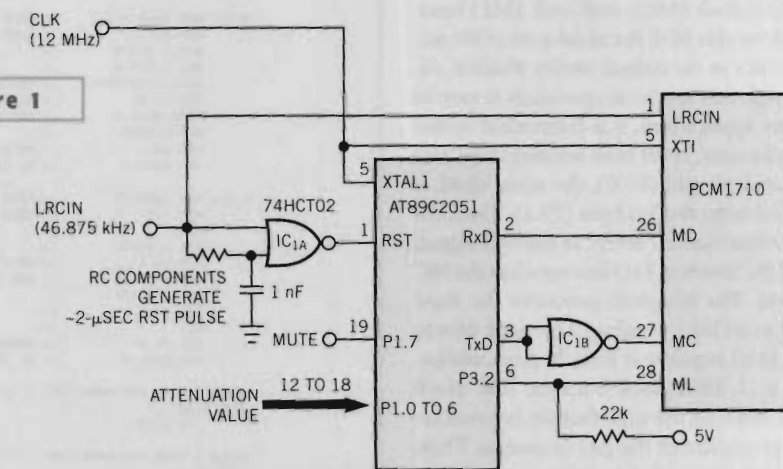 CLK
(12 MHz)
re 1
LRCIN
(46.875 kHz)
74HCT02
IC1A
RC COMPONENTS
GENERATE
~2-μSEC RST PULSE
1 nF
MUTE
ATTENUATION
VALUE
12 TO 18
5
XTAL1
AT89C2051
1
RST
RxD
2
19
P1.7
TxD
3
P3.2
6
P1.0 TO 6
IC1B
22k
5V
1
LRCIN
5
XTI
PCM1710
26
MD
27
MC
28
ML